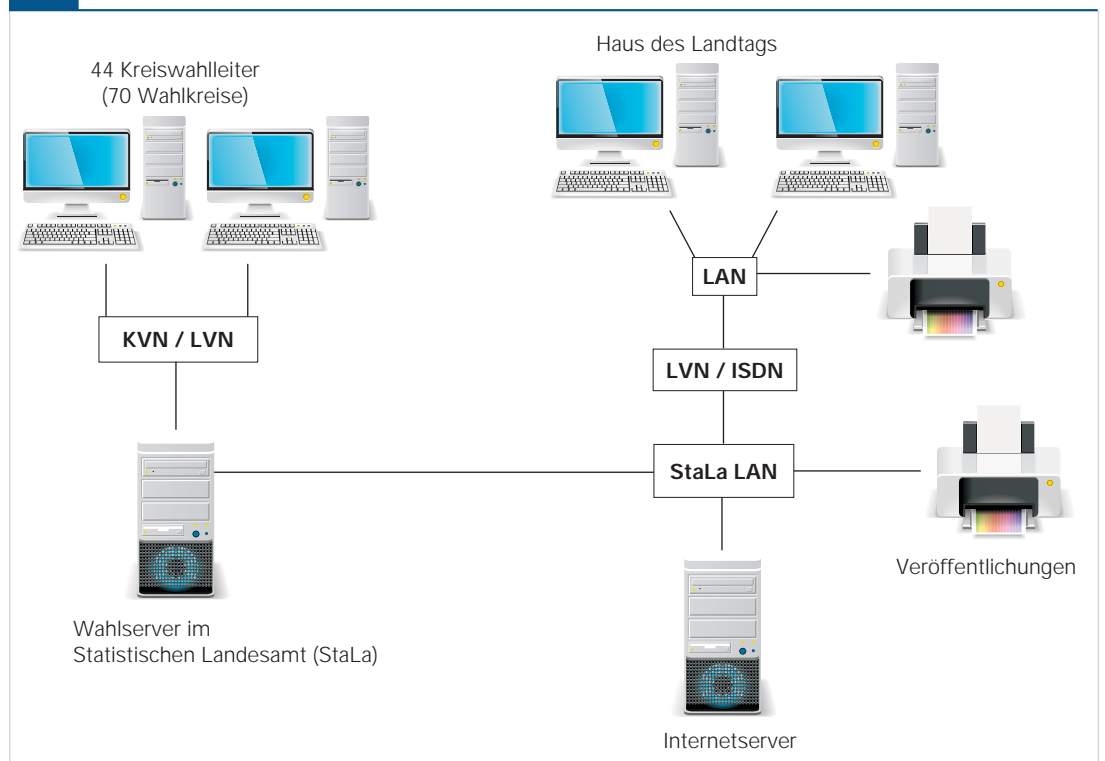 44 Kreiswahlleiter
(70 Wahlkreise)
Haus des Landtags
LAN
KVN / LVN
LVN / ISDN
StaLa LAN
Veröffentlichungen
Wahlserver im
Statistischen Landesamt (StaLa)
Internetserver